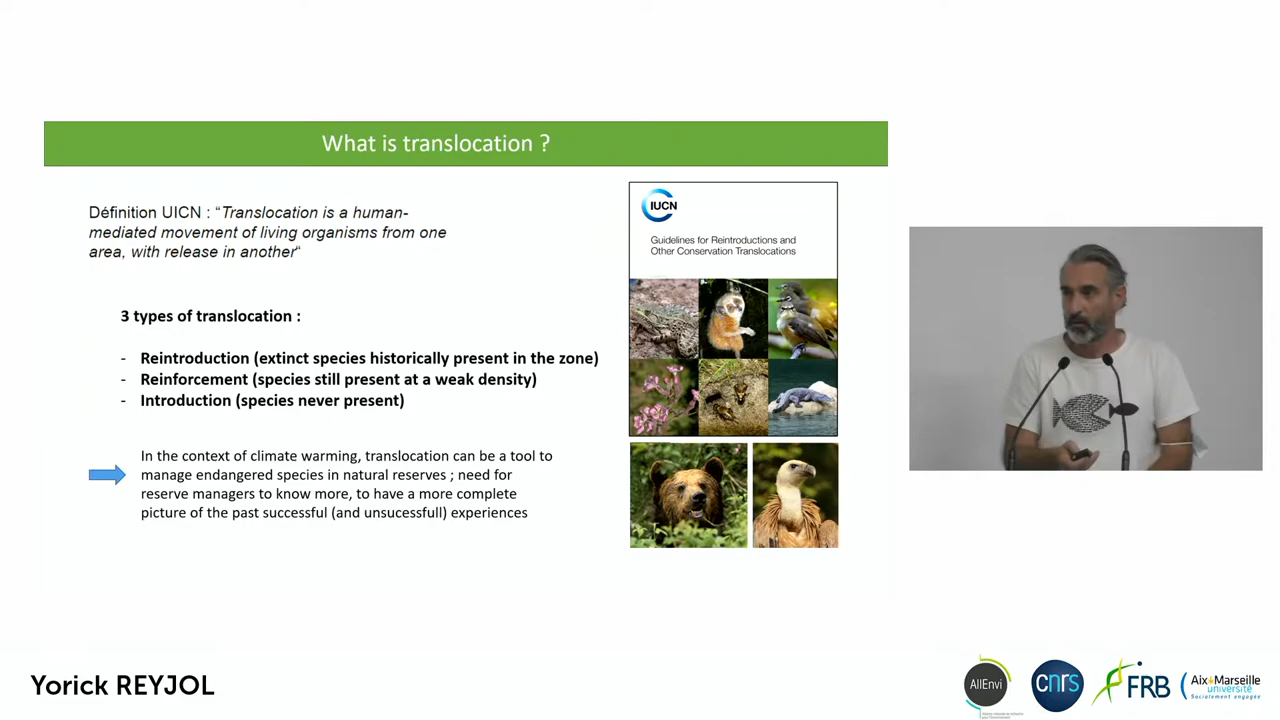 What is translocation ?
Définition UICN : “Translocation is a human-
mediated movement of living organisms from one
area, with release in another“
3 types of translocation :
- Reintroduction (extinct species historically present in the zone)
- Reinforcement (species still present at a weak density)
- Introduction (species never present)
In the context of climate warming, translocation can be a tool to
manage endangered species in natural reserves ; need for
reserve managers to know more, to have a more complete
picture of the past successful (and unsucessfull) experiences
IUCN
Guidelines for Reintroductions and
Other Conservation Translocations
Yorick REYJOL
AllEnvi
cnrs
FRB
Aix Marseille
université
Socialement engagée